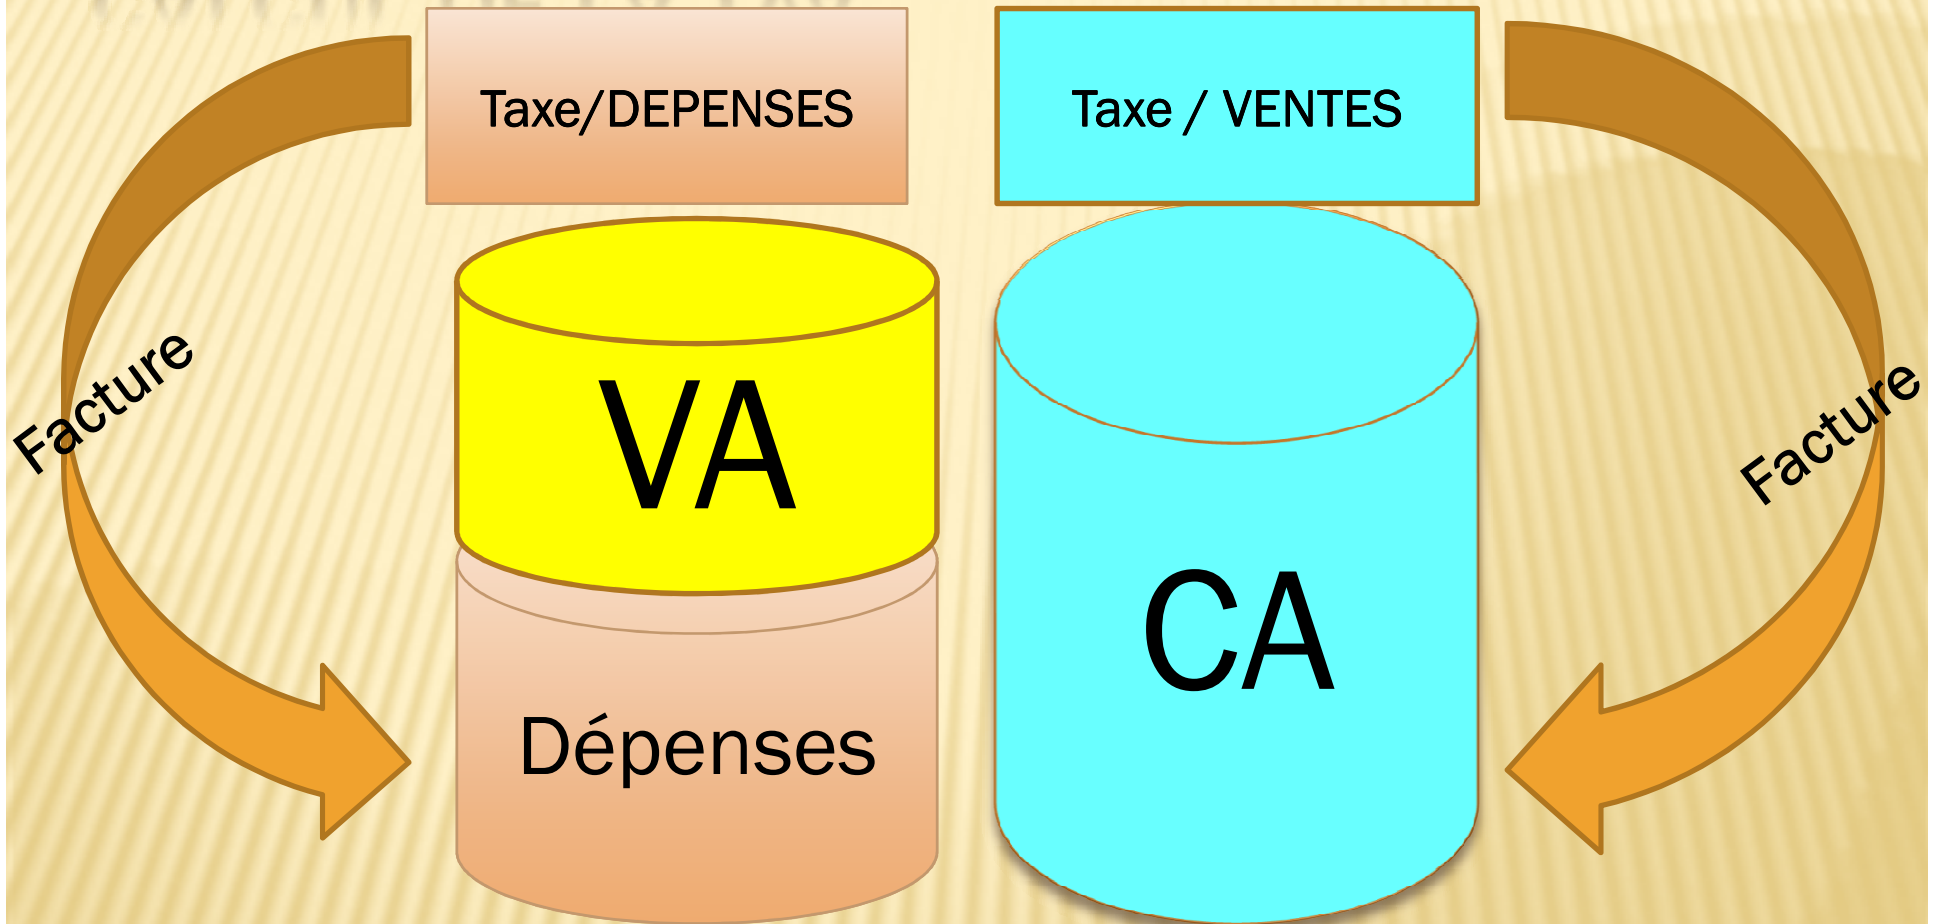 Taxe/DEPENSES
Taxe / VENTES
Facture
VA
Facture
CA
Dépenses